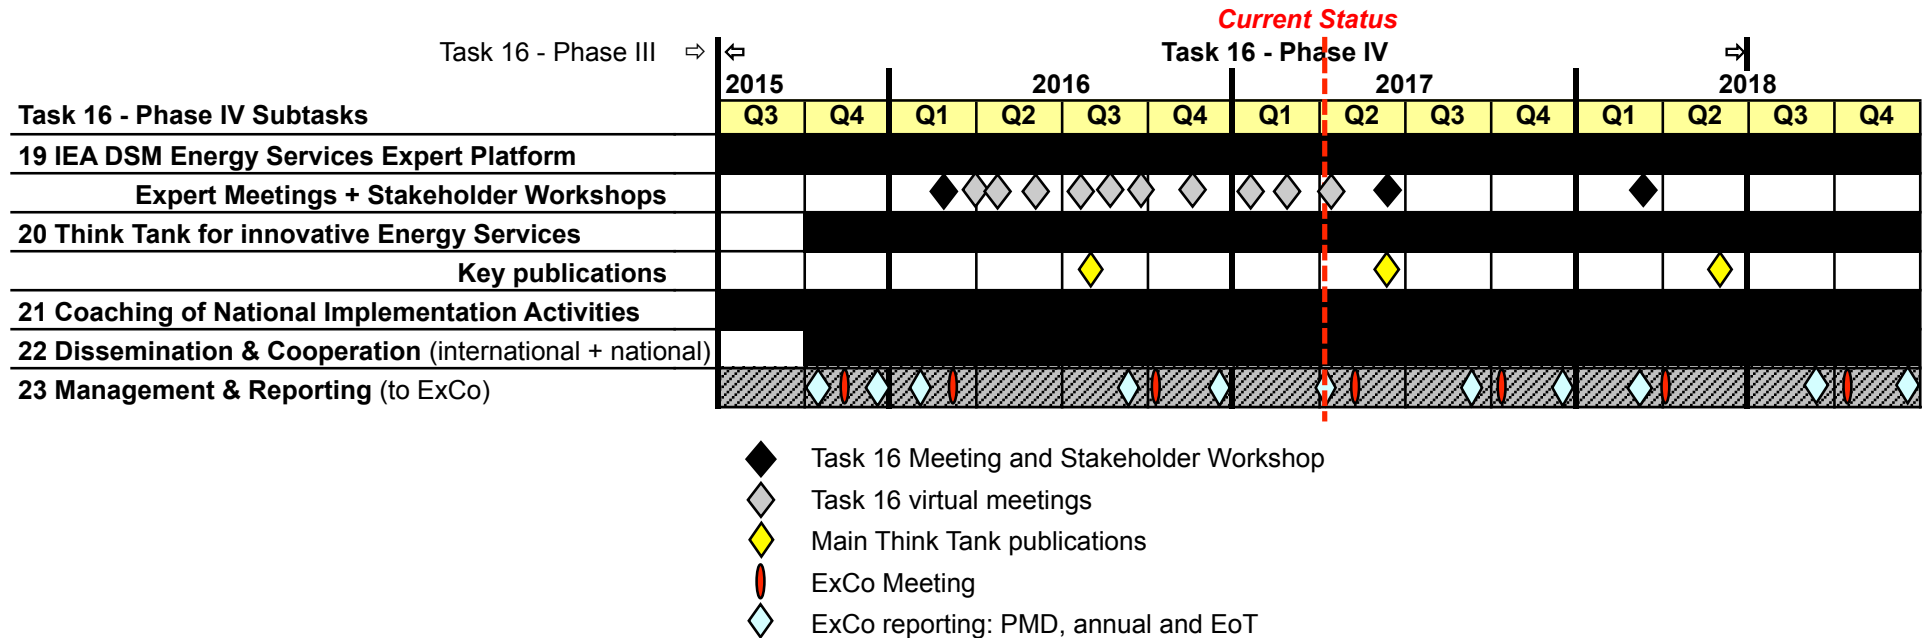 Current Status
Task 16 - Phase III ⇨ ⇦ Task 16 - Phase IV ⇨
2015 2016 2017 2018
Task 16 - Phase IV Subtasks Q3 Q4 Q1 Q2 Q3 Q4 Q1 Q2 Q3 Q4 Q1 Q2 Q3 Q4
19 IEA DSM Energy Services Expert Platform
Expert Meetings + Stakeholder Workshops
20 Think Tank for innovative Energy Services
Key publications
21 Coaching of National Implementation Activities
22 Dissemination & Cooperation (international + national)
23 Management & Reporting (to ExCo)
Task 16 Meeting and Stakeholder Workshop
Task 16 virtual meetings
Main Think Tank publications
ExCo Meeting
ExCo reporting: PMD, annual and EoT